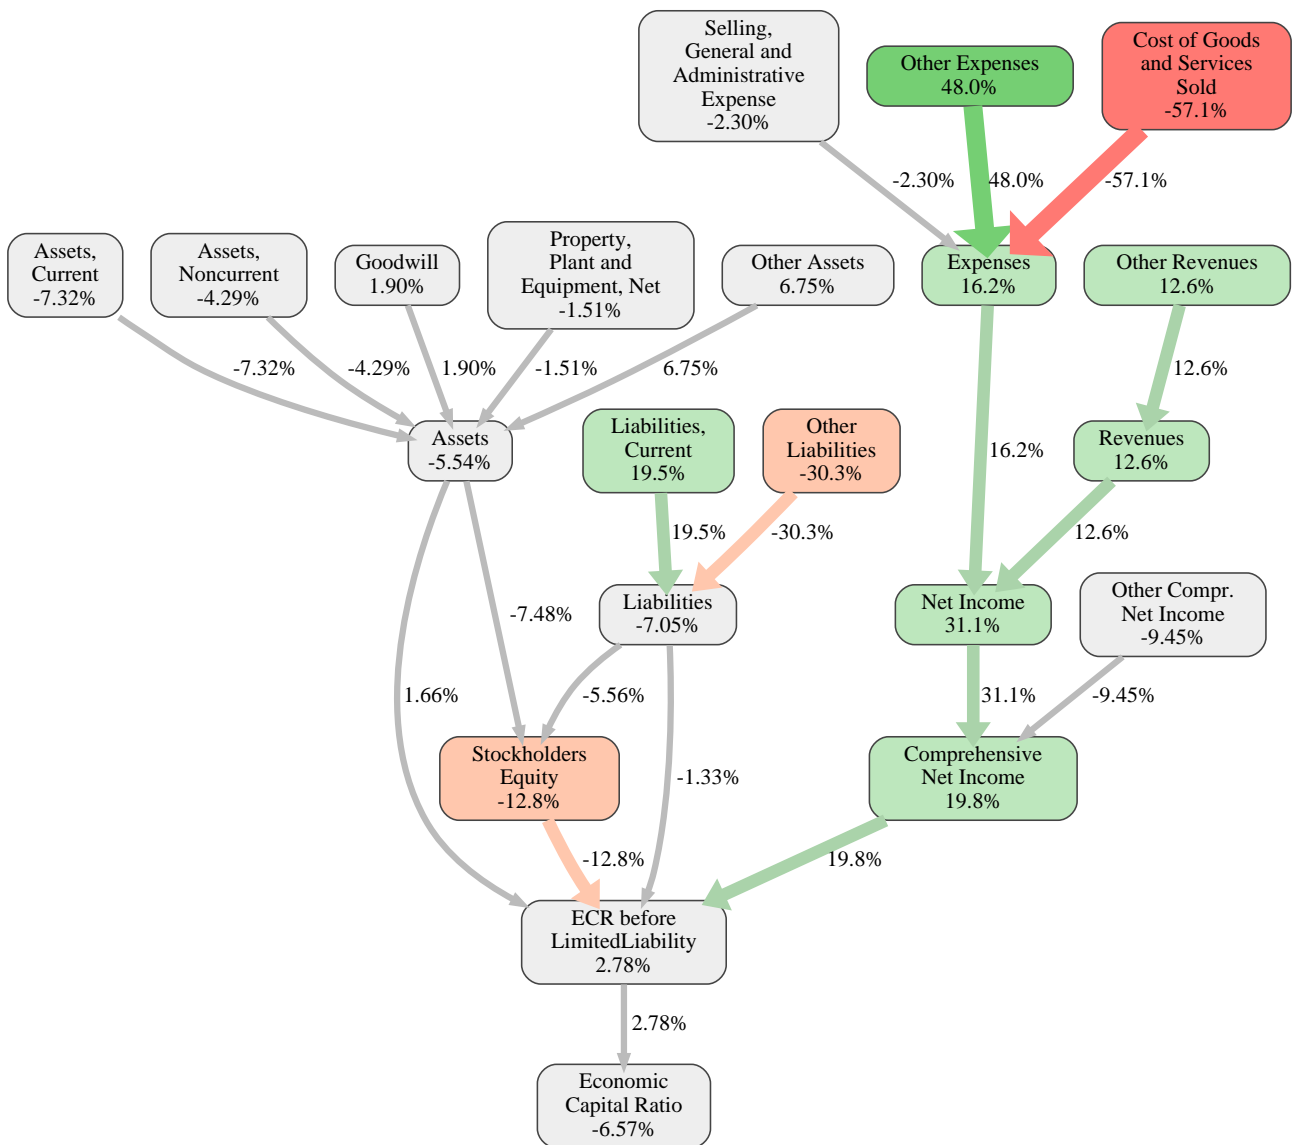 Selling,
General and
Administrative
Expense
-2.30%
Other Expenses
48.0%
Cost of Goods
and Services
Sold
-57.1%
-2.30%
48.0%
-57.1%
Assets,
Current
-7.32%
Assets,
Noncurrent
-4.29%
Goodwill
1.90%
Property,
Plant and
Equipment, Net
-1.51%
Other Assets
6.75%
Expenses
16.2%
Other Revenues
12.6%
-7.32%
-4.29%
1.90%
-1.51%
6.75%
12.6%
Assets
-5.54%
Liabilities,
Current
19.5%
Other
Liabilities
-30.3%
16.2%
Revenues
12.6%
19.5%
-30.3%
12.6%
-7.48%
Liabilities
-7.05%
Net Income
31.1%
Other Compr.
Net Income
-9.45%
1.66%
-5.56%
31.1%
-9.45%
Stockholders
Equity
-12.8%
-1.33%
Comprehensive
Net Income
19.8%
-12.8%
19.8%
ECR before
LimitedLiability
2.78%
2.78%
Economic
Capital Ratio
-6.57%